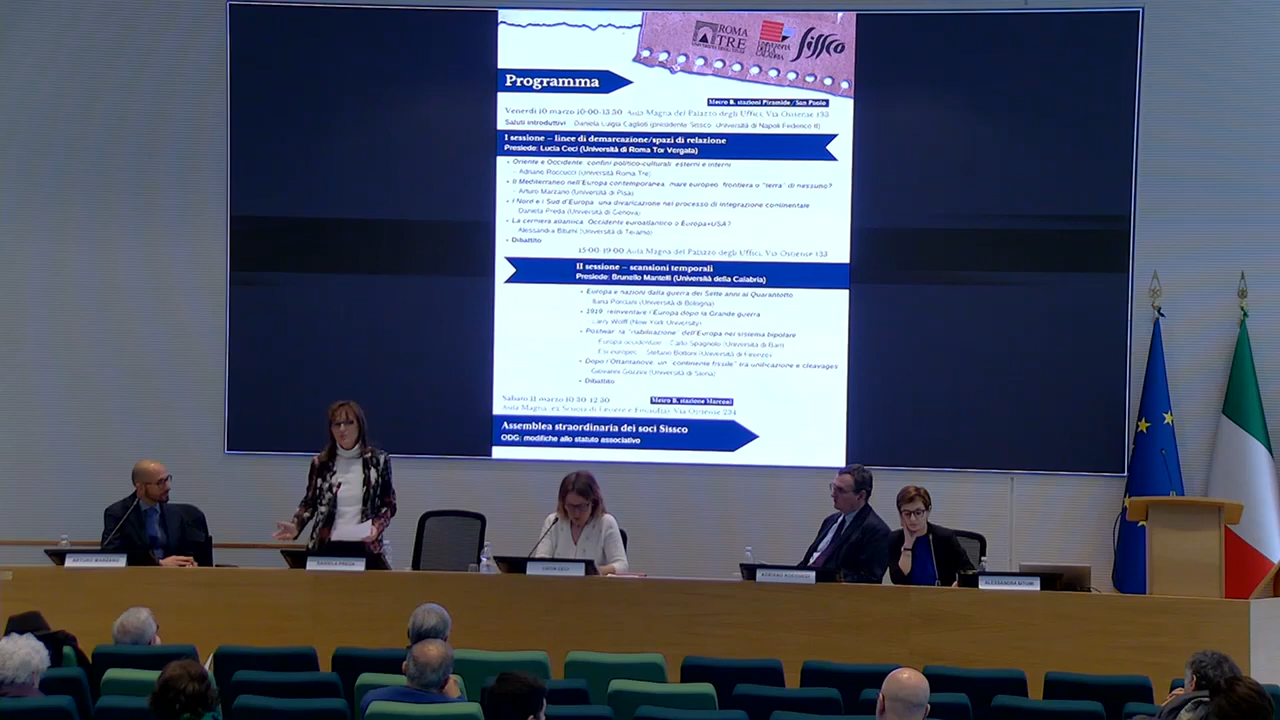 ROMA
TRE
UNIVERSITÀ
DELLA
CALABRIA
Sissco
Programma
Metro B, stazioni Piramide / San Paolo
Venerdì 10 marzo 10:00-13:30 Aula Magna del Palazzo degli Uffici, Via Ostiense 133
Saluti introduttivi Daniela Luigia Caglioti (presidente Sissco, Università di Napoli Federico II)
I sessione – linee di demarcazione/spazi di relazione
Presiede: Lucia Ceci (Università di Roma Tor Vergata)
Oriente e Occidente: confini politico-culturali, esterni e interni
Adriano Roccucci (Università Roma Tre)
Il Mediterraneo nell'Europa contemporanea: mare europeo, frontiera o "terra" di nessuno?
Arturo Marzano (Università di Pisa)
I Nord e i Sud d'Europa: una divaricazione nel processo di integrazione continentale
Daniela Preda (Università di Genova)
La cerniera atlantica. Occidente euroatlantico o Europa+USA?
Alessandra Bitumi (Università di Teramo)
Dibattito
15:00-19:00 Aula Magna del Palazzo degli Uffici, Via Ostiense 133
II sessione – scansioni temporali
Presiede: Brunello Mantelli (Università della Calabria)
Europa e nazioni dalla guerra dei Sette anni al Quarantotto
Ilaria Porciani (Università di Bologna)
1919: reinventare l'Europa dopo la Grande guerra
Larry Wolff (New York University)
Postwar: la "riabilitazione" dell'Europa nel sistema bipolare
Europa occidentale - Carlo Spagnolo (Università di Bari)
Est europeo - Stefano Bottoni (Università di Firenze)
Dopo l'Ottantanove: un "continente fragile" tra unificazione e cleavages
Giovanni Gozzini (Università di Siena)
Dibattito
Sabato 11 marzo 10:30-12:30
Metro B, stazione Marconi
Aula Magna, ex Scuola di Lettere e Filosofia, Via Ostiense 234
Assemblea straordinaria dei soci Sissco
ODG: modifiche allo statuto associativo
ARTURO MARZANO
DANIELA PREDA
LUCIA CECI
ADRIANO ROCCUCCI
ALESSANDRA BITUMI